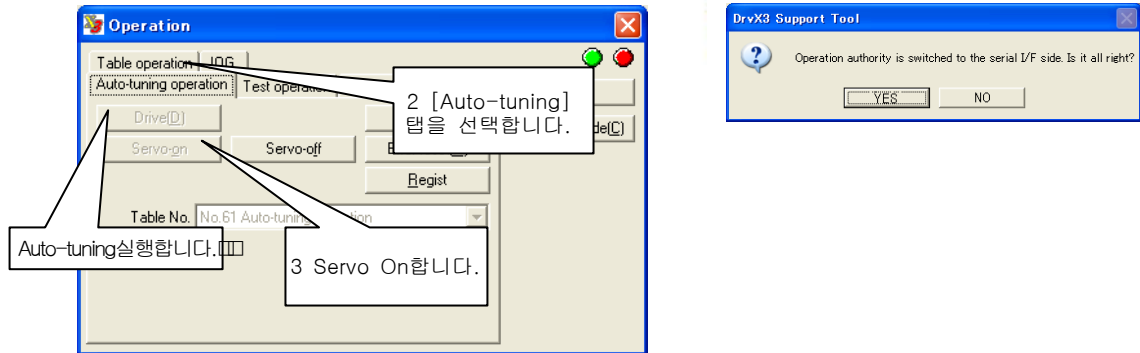 Operation
Table operation JOG
Auto-tuning operation Test operation
Drive(D)
Servo-on Servo-off
Regist
Table No. No.61 Auto-tuning
2 [Auto-tuning]
탭을 선택합니다.
Auto-tuning실행합니다.□□□
3 Servo On합니다.
DrvX3 Support Tool
Operation authority is switched to the serial I/F side. Is it all right?
YES NO